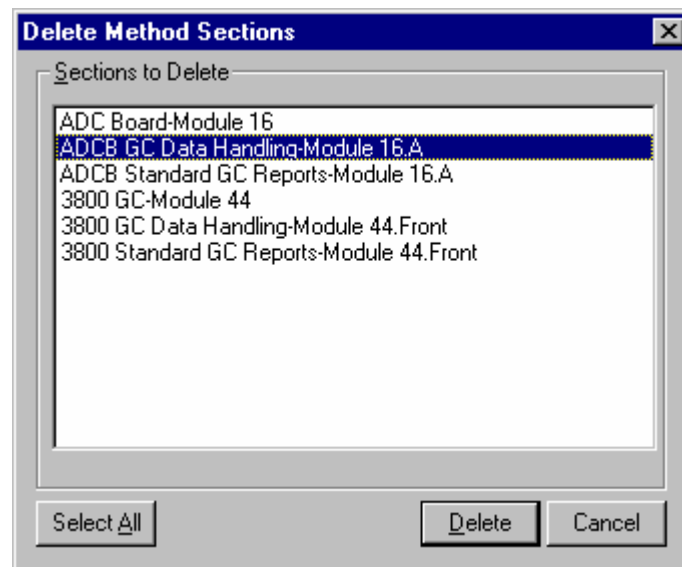 Delete Method Sections
Sections to Delete
ADC Board-Module 16
ADCB GC Data Handling-Module 16.A
ADCB Standard GC Reports-Module 16.A
3800 GC-Module 44
3800 GC Data Handling-Module 44.Front
3800 Standard GC Reports-Module 44.Front
Select All Delete Cancel